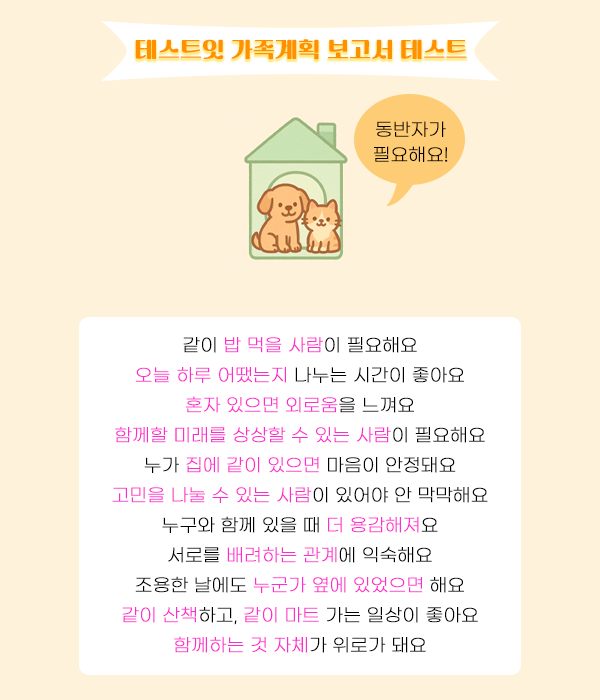 테스트잇 가족계획 보고서 테스트
동반자가
필요해요!
같이 밥 먹을 사람이 필요해요
오늘 하루 어땠는지 나누는 시간이 좋아요
혼자 있으면 외로움을 느껴요
함께할 미래를 상상할 수 있는 사람이 필요해요
누가 집에 같이 있으면 마음이 안정돼요
고민을 나눌 수 있는 사람이 있어야 안 막막해요
누구와 함께 있을 때 더 용감해져요
서로를 배려하는 관계에 익숙해요
조용한 날에도 누군가 옆에 있었으면 해요
같이 산책하고, 같이 마트 가는 일상이 좋아요
함께하는 것 자체가 위로가 돼요